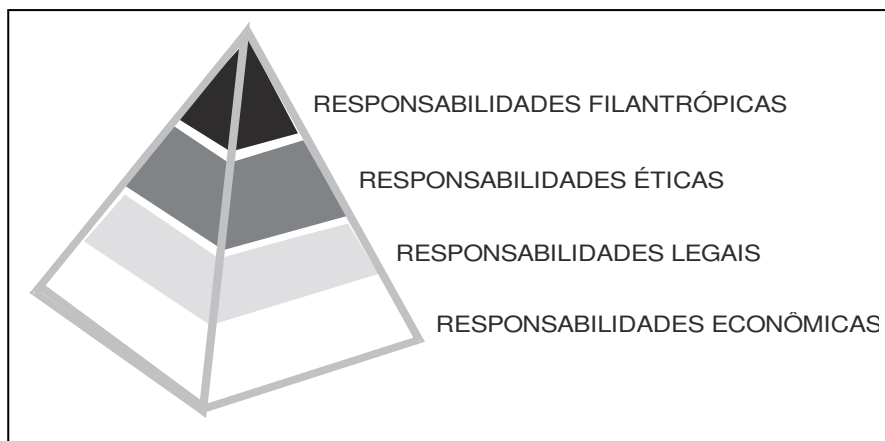 RESPONSABILIDADES FILANTRÓPICAS
RESPONSABILIDADES ÉTICAS
RESPONSABILIDADES LEGAIS
RESPONSABILIDADES ECONÔMICAS